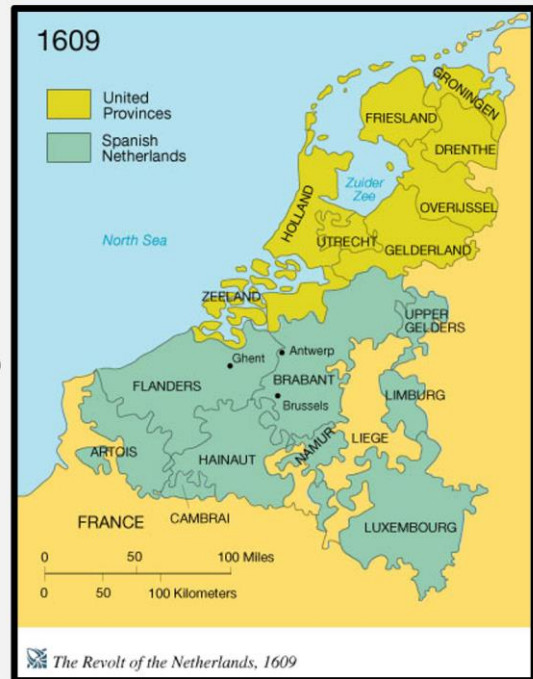 1609
United
Provinces
Spanish
Netherlands
GRONINGEN
FRIESLAND
DRENTHE
Zuider
Zee
HOLLAND
OVERIJSSEL
North Sea
UTRECHT
GELDERLAND
ZEELAND
UPPER
GELDERS
Ghent
Antwerp
FLANDERS
BRABANT
LIMBURG
Brussels
LIEGE
ARTOIS
HAINAUT
NAMUR
FRANCE
CAMBRAI
LUXEMBOURG
0 50 100 Miles
0 50 100 Kilometers
The Revolt of the Netherlands, 1609